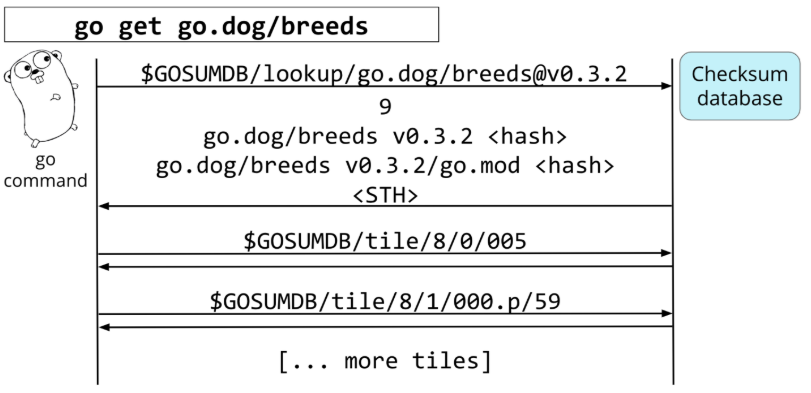 go get go.dog/breeds
$GOSUMDB/lookup/go.dog/breeds@v0.3.2
Checksum
database
9
go.dog/breeds v0.3.2 <hash>
go.dog/breeds v0.3.2/go.mod <hash>
<STH>
go
command
$GOSUMDB/tile/8/0/005
$GOSUMDB/tile/8/1/000.p/59
[... more tiles]